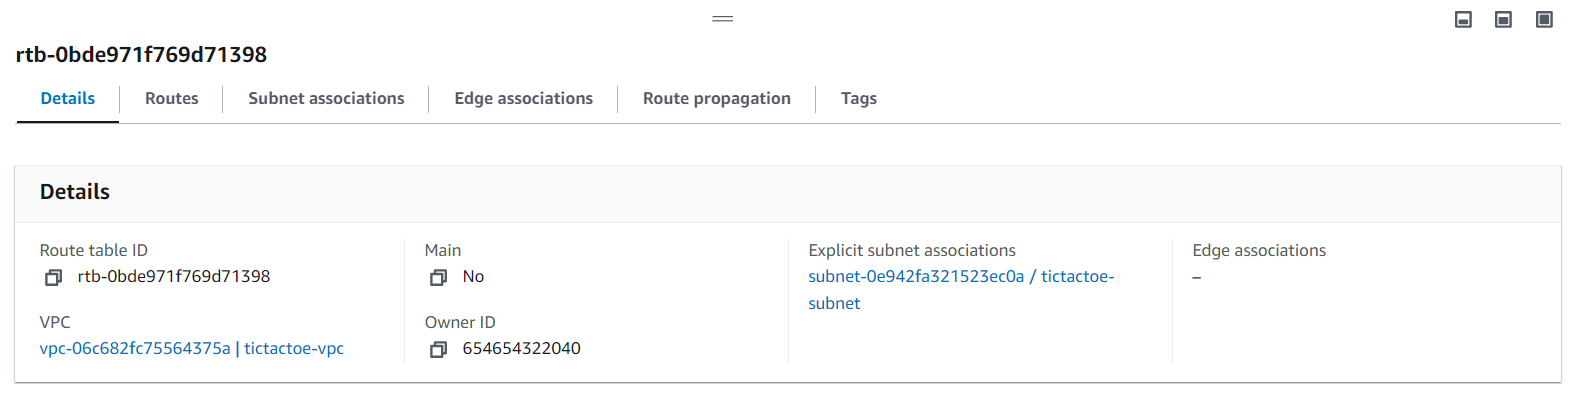 rtb-0bde971f769d71398
Details
Routes
Subnet associations
Edge associations
Route propagation
Tags
Details
Route table ID
rtb-0bde971f769d71398
Main
No
Explicit subnet associations
subnet-0e942fa321523ec0a / tictactoe-
subnet
Edge associations
–
VPC
vpc-06c682fc75564375a | tictactoe-vpc
Owner ID
654654322040